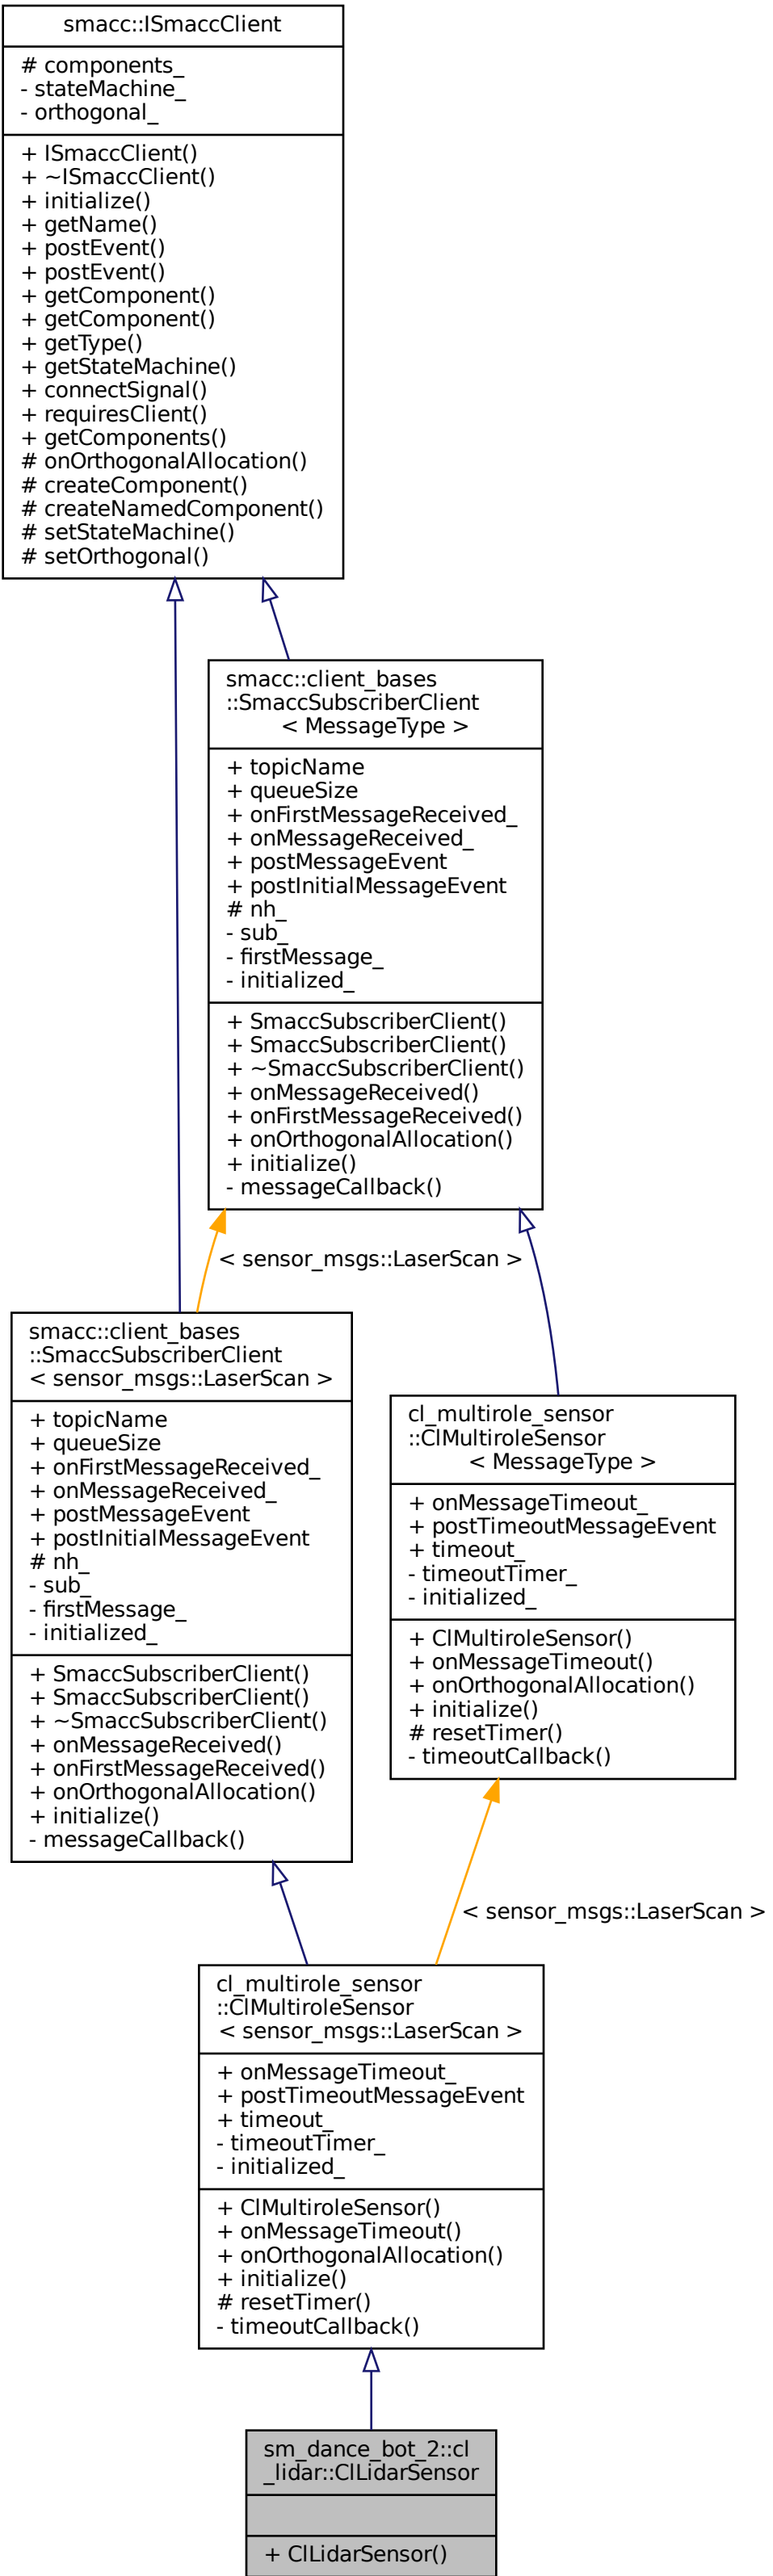 smacc::ISmaccClient
# components_
- stateMachine_
- orthogonal_
+ ISmaccClient()
+ ~ISmaccClient()
+ initialize()
+ getName()
+ postEvent()
+ postEvent()
+ getComponent()
+ getComponent()
+ getType()
+ getStateMachine()
+ connectSignal()
+ requiresClient()
+ getComponents()
# onOrthogonalAllocation()
# createComponent()
# createNamedComponent()
# setStateMachine()
# setOrthogonal()
smacc::client_bases
::SmaccSubscriberClient
< MessageType >
+ topicName
+ queueSize
+ onFirstMessageReceived_
+ onMessageReceived_
+ postMessageEvent
+ postInitialMessageEvent
# nh_
- sub_
- firstMessage_
- initialized_
+ SmaccSubscriberClient()
+ SmaccSubscriberClient()
+ ~SmaccSubscriberClient()
+ onMessageReceived()
+ onFirstMessageReceived()
+ onOrthogonalAllocation()
+ initialize()
- messageCallback()
< sensor_msgs::LaserScan >
smacc::client_bases
::SmaccSubscriberClient
< sensor_msgs::LaserScan >
+ topicName
+ queueSize
+ onFirstMessageReceived_
+ onMessageReceived_
+ postMessageEvent
+ postInitialMessageEvent
# nh_
- sub_
- firstMessage_
- initialized_
+ SmaccSubscriberClient()
+ SmaccSubscriberClient()
+ ~SmaccSubscriberClient()
+ onMessageReceived()
+ onFirstMessageReceived()
+ onOrthogonalAllocation()
+ initialize()
- messageCallback()
cl_multirole_sensor
::ClMultiroleSensor
< MessageType >
+ onMessageTimeout_
+ postTimeoutMessageEvent
+ timeout_
- timeoutTimer_
- initialized_
+ ClMultiroleSensor()
+ onMessageTimeout()
+ onOrthogonalAllocation()
+ initialize()
# resetTimer()
- timeoutCallback()
< sensor_msgs::LaserScan >
cl_multirole_sensor
::ClMultiroleSensor
< sensor_msgs::LaserScan >
+ onMessageTimeout_
+ postTimeoutMessageEvent
+ timeout_
- timeoutTimer_
- initialized_
+ ClMultiroleSensor()
+ onMessageTimeout()
+ onOrthogonalAllocation()
+ initialize()
# resetTimer()
- timeoutCallback()
sm_dance_bot_2::cl
_lidar::ClLidarSensor
+ ClLidarSensor()